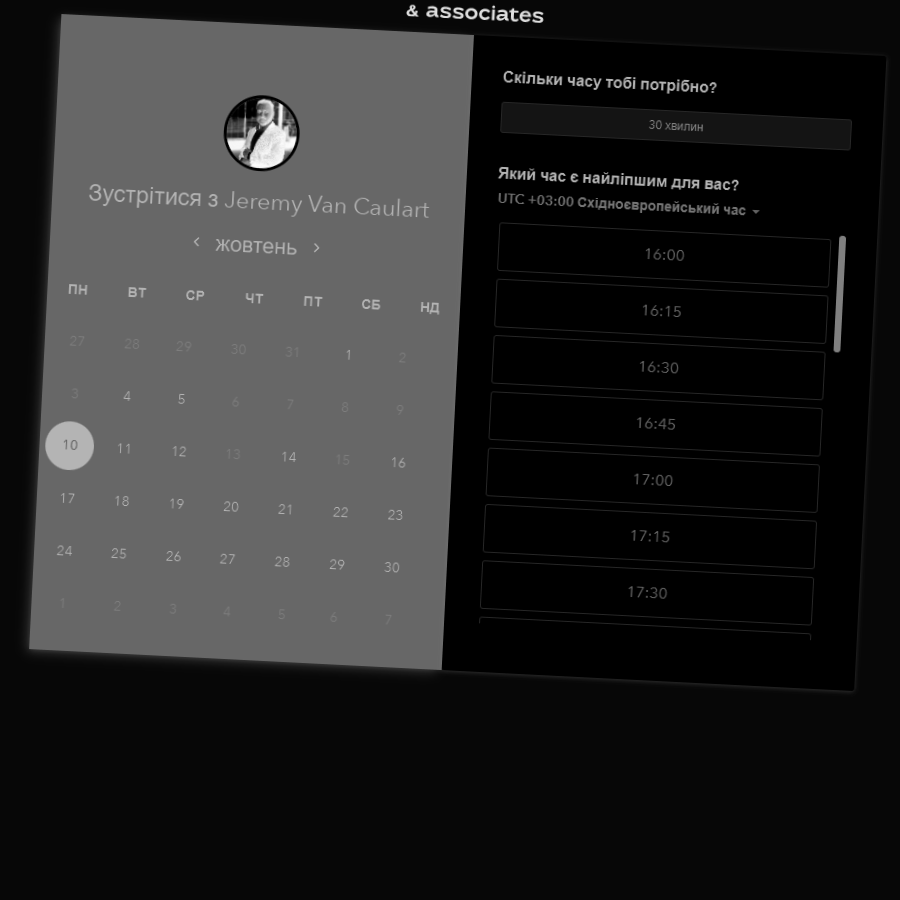 & associates
Зустрітися з Jeremy Van Caulart
жовтень
ПН ВТ СР ЧТ ПТ СБ НД
27 28 29 30 31 1 2
3 4 5 6 7 8 9
10 11 12 13 14 15 16
17 18 19 20 21 22 23
24 25 26 27 28 29 30
1 2 3 4 5 6 7
Скільки часу тобі потрібно?
30 хвилин
Який час є найліпшим для вас?
UTC +03:00 Східноєвропейський час
16:00
16:15
16:30
16:45
17:00
17:15
17:30